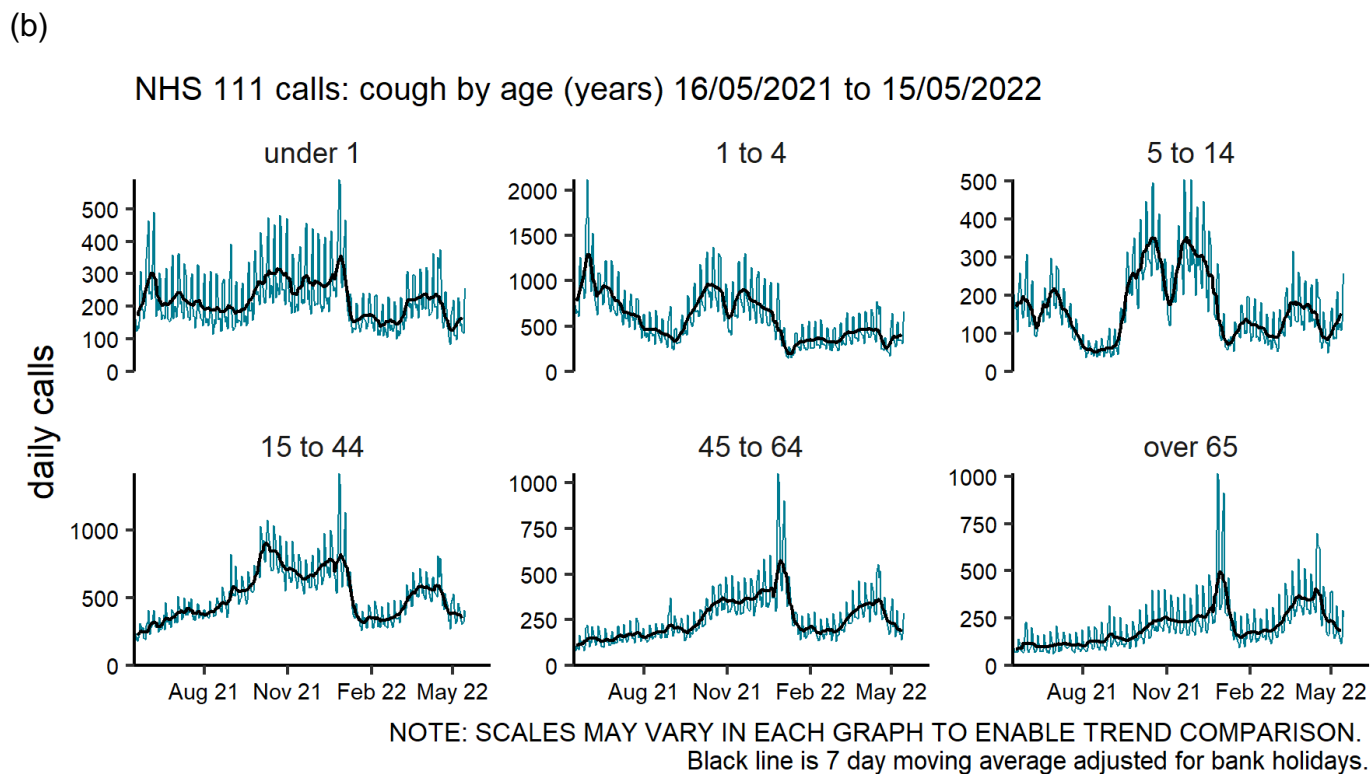 (b)
NHS 111 calls: cough by age (years) 16/05/2021 to 15/05/2022
daily calls
under 1
500
400
300
200
100
0
1 to 4
2000
1500
1000
500
0
5 to 14
500
400
300
200
100
0
15 to 44
1000
500
0
Aug 21 Nov 21 Feb 22 May 22
45 to 64
1000
750
500
250
0
Aug 21 Nov 21 Feb 22 May 22
over 65
1000
750
500
250
0
Aug 21 Nov 21 Feb 22 May 22
NOTE: SCALES MAY VARY IN EACH GRAPH TO ENABLE TREND COMPARISON.
Black line is 7 day moving average adjusted for bank holidays.